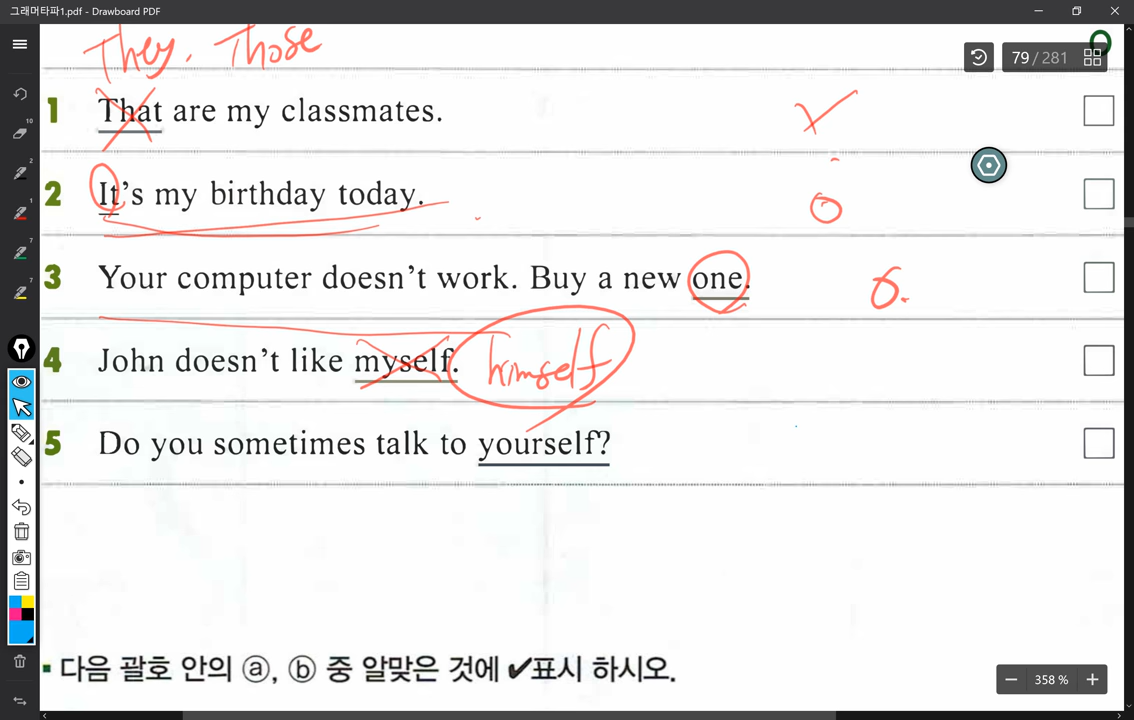 그래머타파1.pdf - Drawboard PDF
They. Those
79 / 281
1 That are my classmates.
2 It's my birthday today.
3 Your computer doesn't work. Buy a new one.
4 John doesn't like myself. himself
5 Do you sometimes talk to yourself?
▪ 다음 괄호 안의 ⓐ, ⓑ 중 알맞은 것에 ✔표시 하시오.
358 %